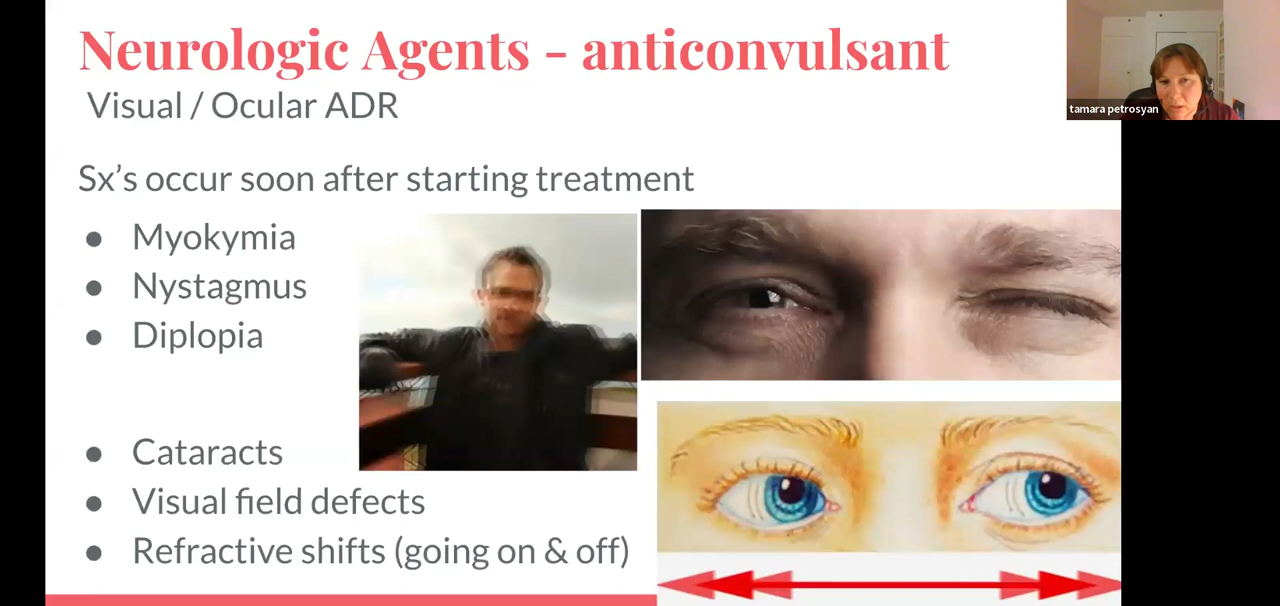 Neurologic Agents - anticonvulsant
Visual / Ocular ADR
tamara petrosyan
Sx's occur soon after starting treatment
● Myokymia
● Nystagmus
● Diplopia
● Cataracts
● Visual field defects
● Refractive shifts (going on & off)